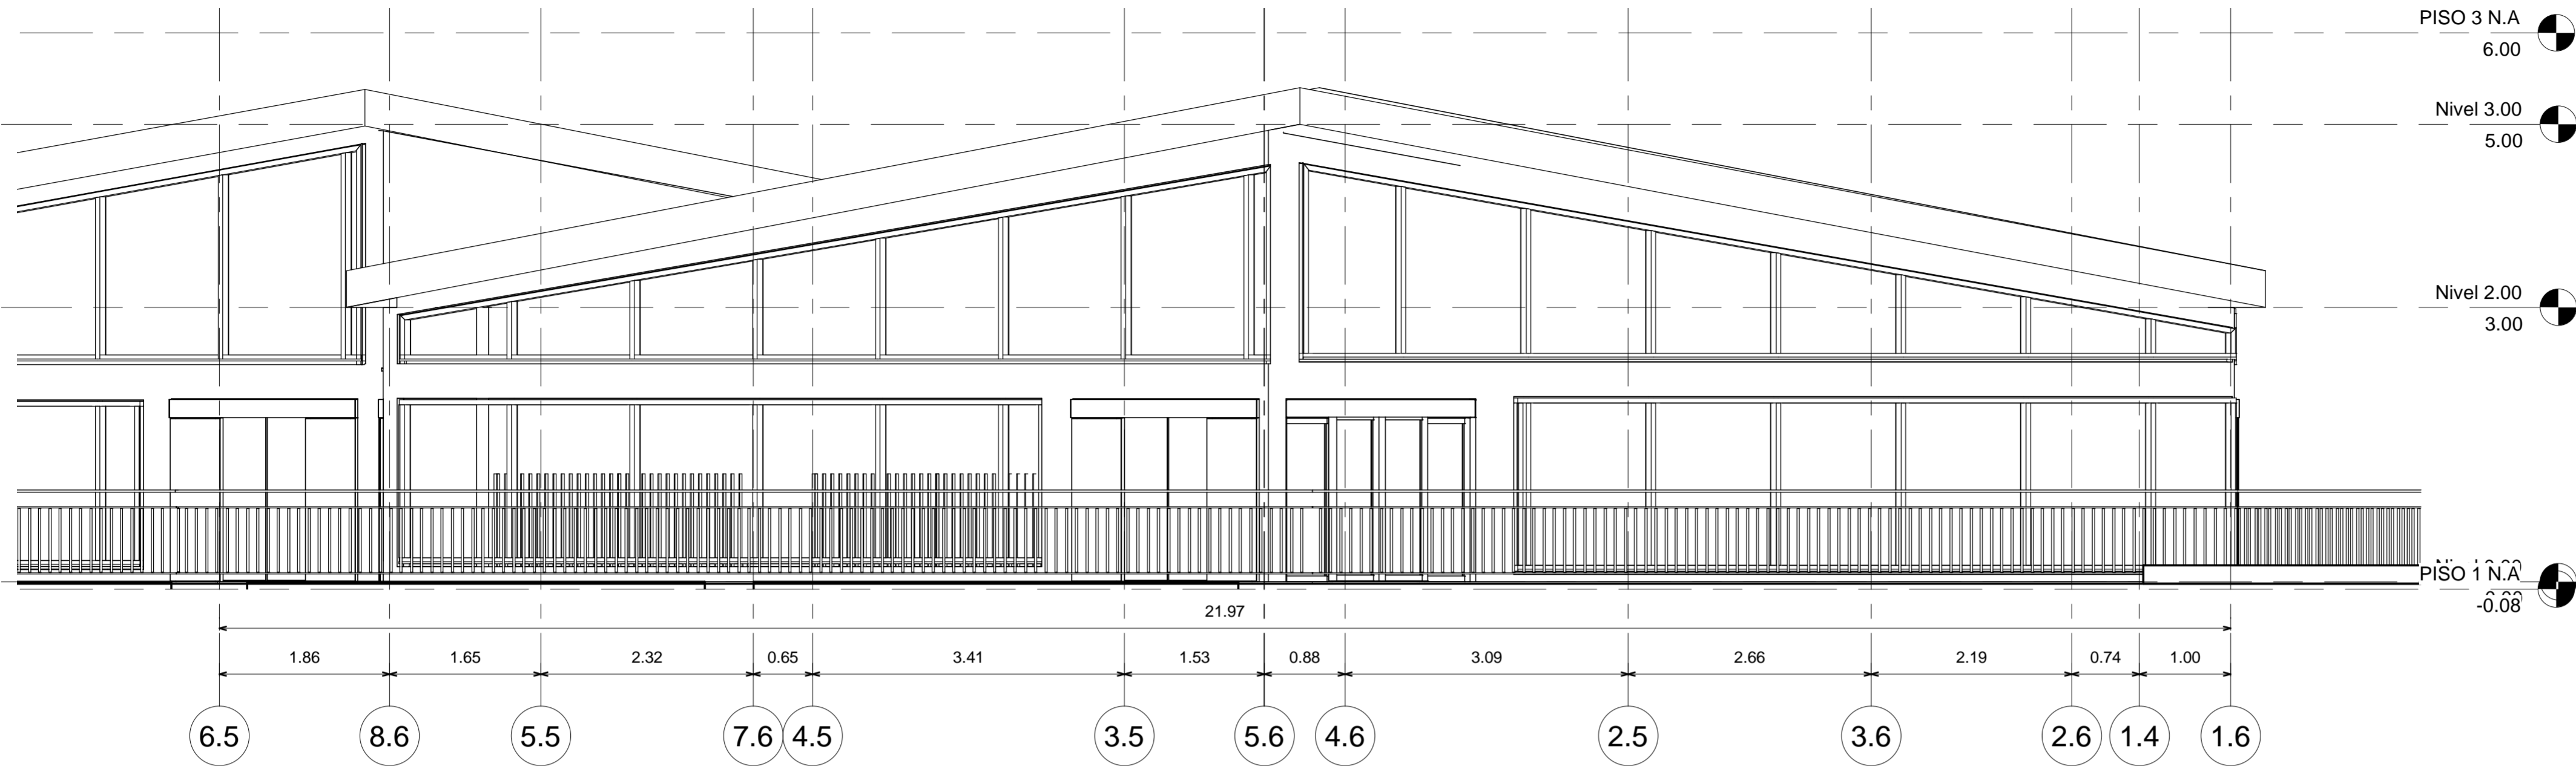 PISO 3 N.A
6.00
Nivel 3.00
5.00
Nivel 2.00
3.00
PISO 1 N.A
-0.08
21.97
1.86 1.65 2.32 0.65 3.41 1.53 0.88 3.09 2.66 2.19 0.74 1.00
6.5 8.6 5.5 7.6 4.5 3.5 5.6 4.6 2.5 3.6 2.6 1.4 1.6